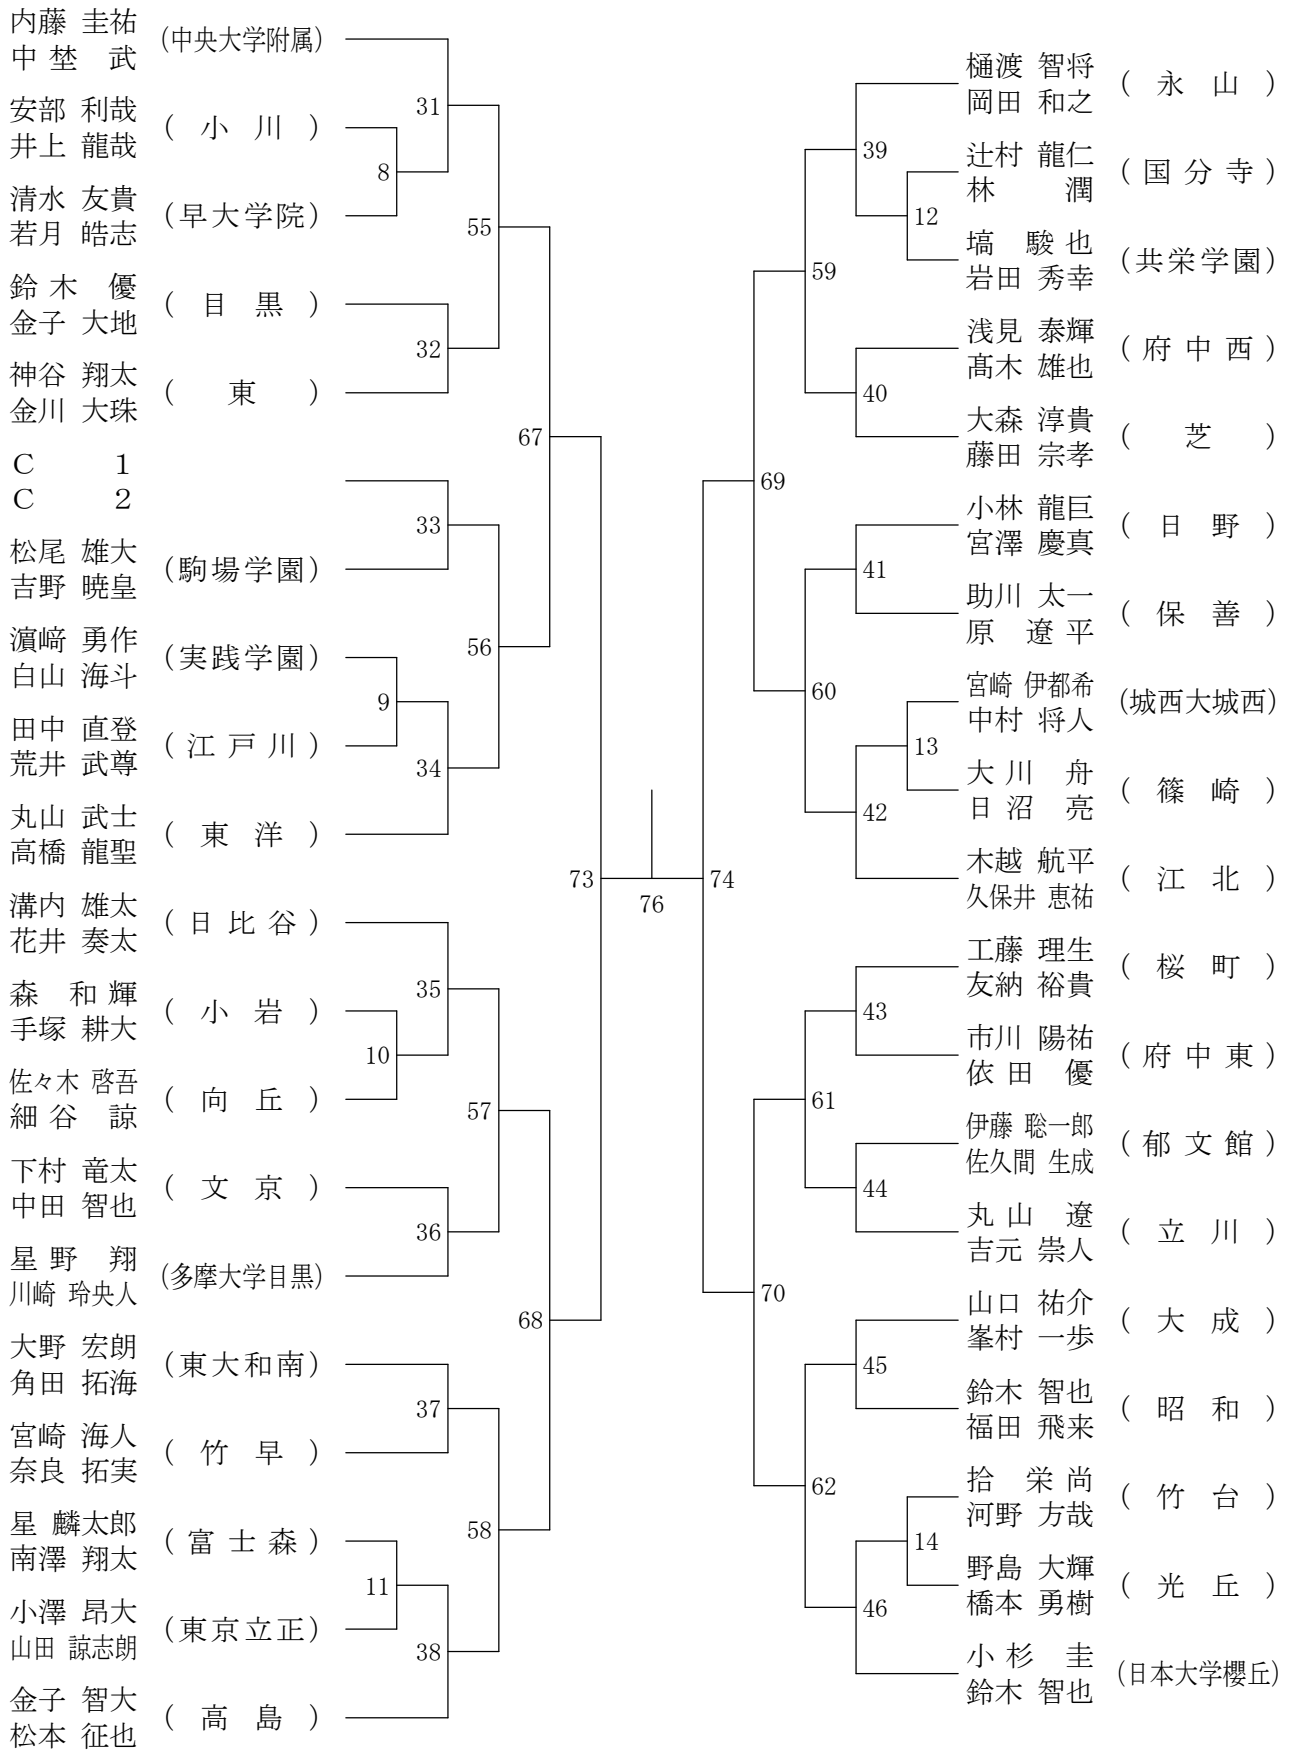 内藤 圭祐
中埜 武
(中央大学附属)
安部 利哉
井上 龍哉
(小川)
清水 友貴
若月 皓志
(早大学院)
鈴木 優
金子 大地
(目黒)
神谷 翔太
金川 大珠
(東)
C 1
C 2
松尾 雄大
吉野 暁皇
(駒場学園)
濵﨑 勇作
白山 海斗
(実践学園)
田中 直登
荒井 武尊
(江戸川)
丸山 武士
高橋 龍聖
(東洋)
溝内 雄太
花井 奏太
(日比谷)
森 和輝
手塚 耕大
(小岩)
佐々木 啓吾
細谷 諒
(向丘)
下村 竜太
中田 智也
(文京)
星野 翔
川崎 玲央人
(多摩大学目黒)
大野 宏朗
角田 拓海
(東大和南)
宮崎 海人
奈良 拓実
(竹早)
星 麟太郎
南澤 翔太
(富士森)
小澤 昂大
山田 諒志朗
(東京立正)
金子 智大
松本 征也
(高島)
31
8
55
32
67
33
56
9
34
73
35
10
57
36
68
37
58
11
38
76
74
39
12
59
40
69
41
60
13
42
43
61
44
70
45
62
14
46
樋渡 智将
岡田 和之
(永山)
辻村 龍仁
林 潤
(国分寺)
塙 駿也
岩田 秀幸
(共栄学園)
浅見 泰輝
髙木 雄也
(府中西)
大森 淳貴
藤田 宗孝
(芝)
小林 龍巨
宮澤 慶真
(日野)
助川 太一
原 遼平
(保善)
宮崎 伊都希
中村 将人
(城西大城西)
大川 舟
日沼 亮
(篠崎)
木越 航平
久保井 恵祐
(江北)
工藤 理生
友納 裕貴
(桜町)
市川 陽祐
依田 優
(府中東)
伊藤 聡一郎
佐久間 生成
(郁文館)
丸山 遼
吉元 崇人
(立川)
山口 祐介
峯村 一歩
(大成)
鈴木 智也
福田 飛来
(昭和)
拾 栄尚
河野 方哉
(竹台)
野島 大輝
橋本 勇樹
(光丘)
小杉 圭
鈴木 智也
(日本大学櫻丘)